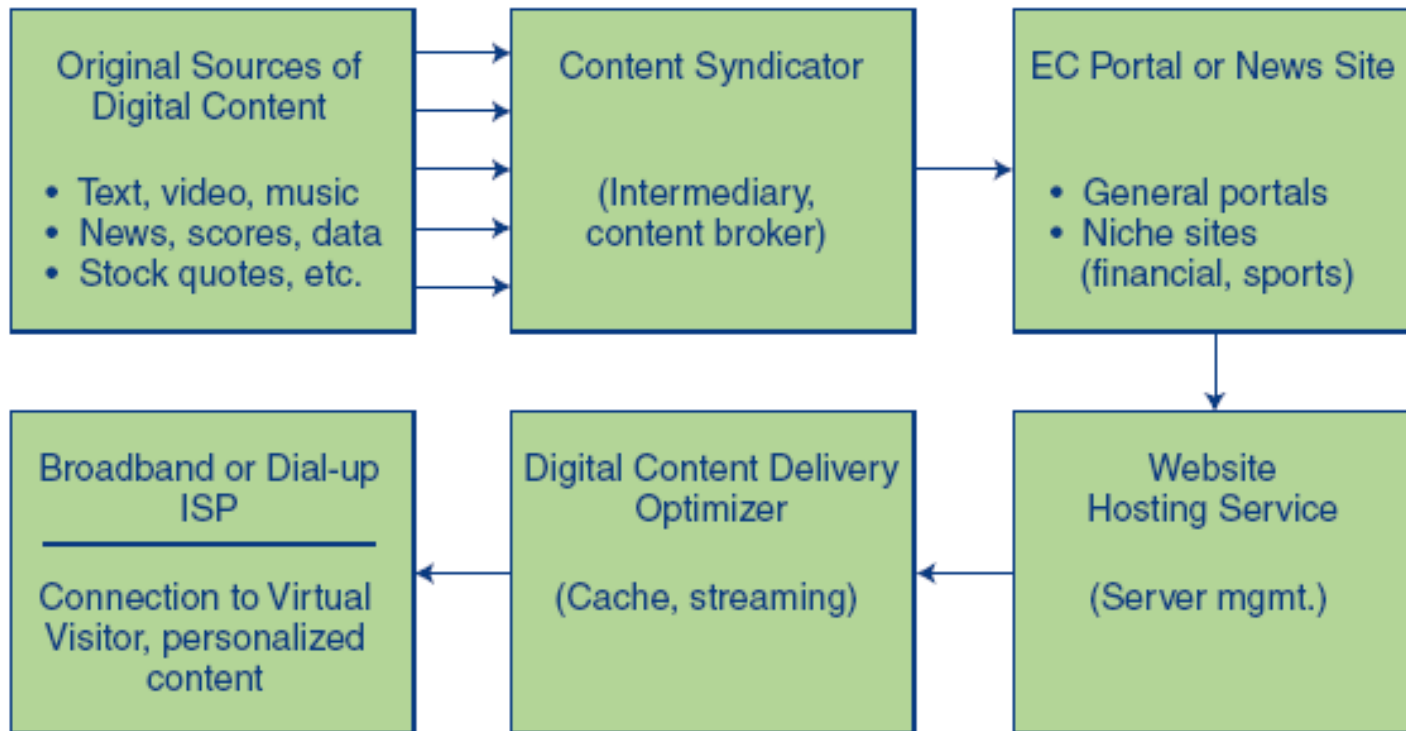 Original Sources of
Digital Content
• Text, video, music
• News, scores, data
• Stock quotes, etc.
Content Syndicator
(Intermediary,
content broker)
EC Portal or News Site
• General portals
• Niche sites
(financial, sports)
Broadband or Dial-up
ISP
Connection to Virtual
Visitor, personalized
content
Digital Content Delivery
Optimizer
(Cache, streaming)
Website
Hosting Service
(Server mgmt.)